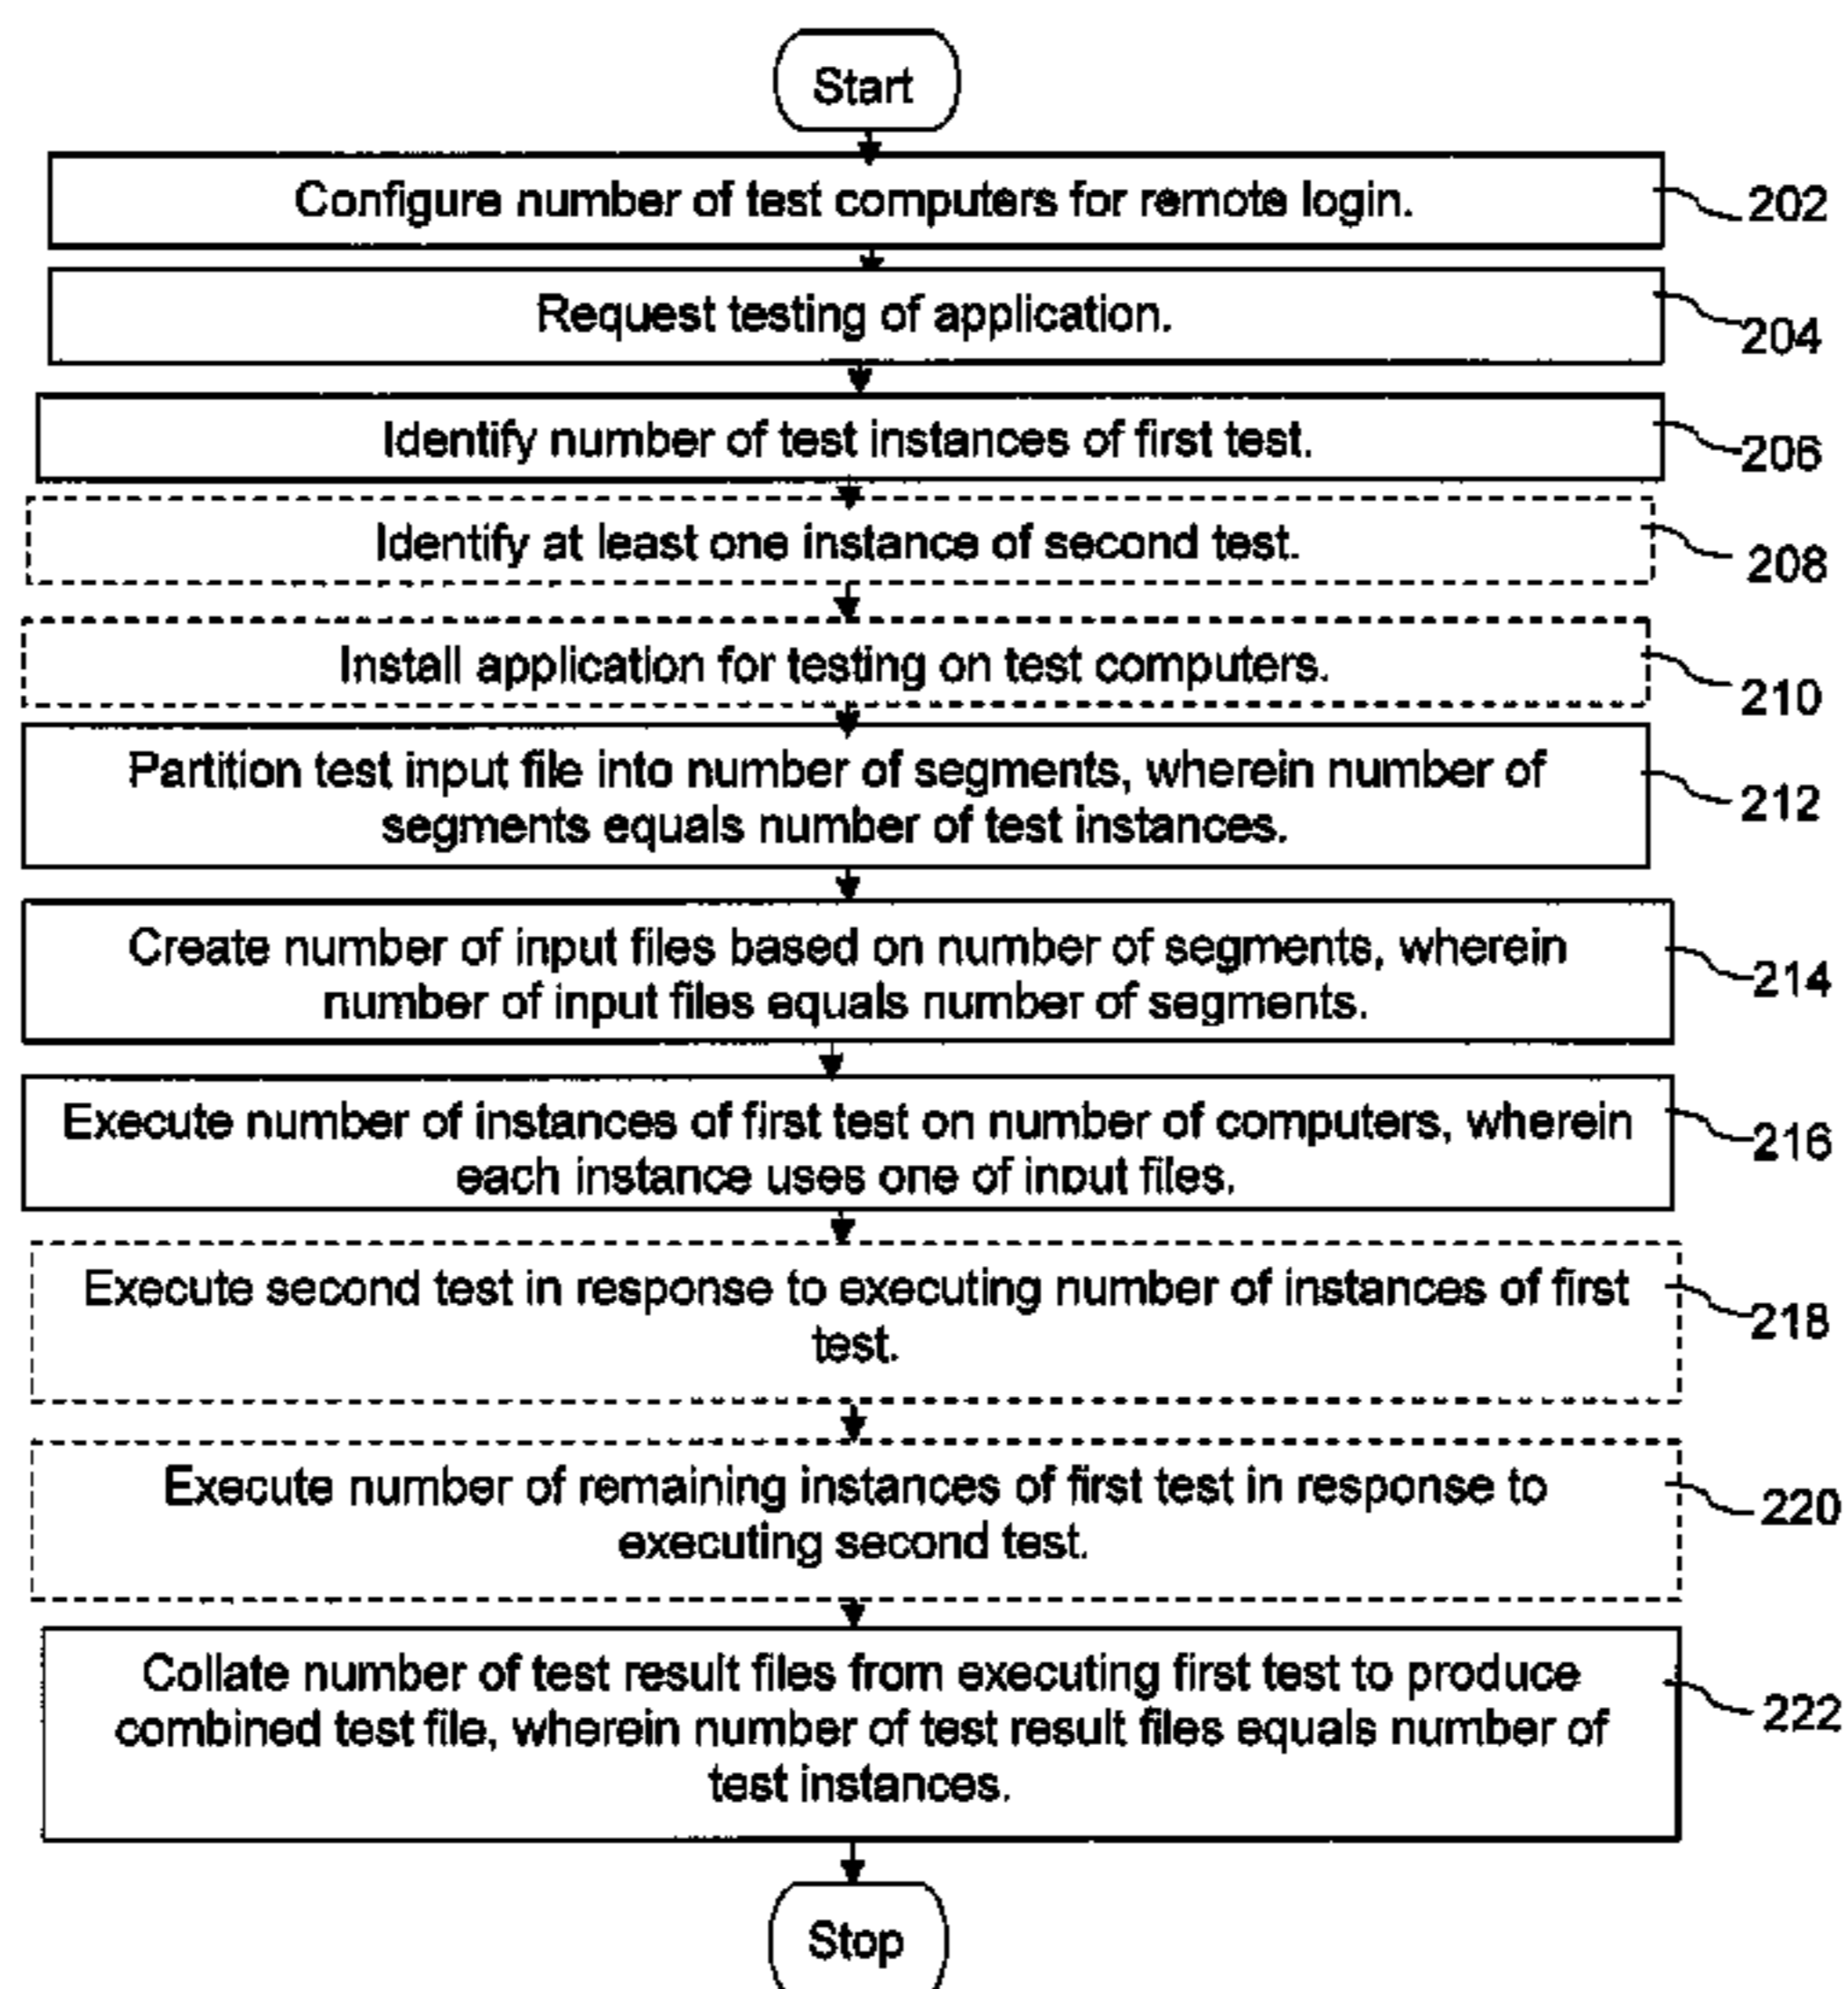 Start
Configure number of test computers for remote login.
202
Request testing of application.
204
Identify number of test instances of first test.
206
Identify at least one instance of second test.
208
Install application for testing on test computers.
210
Partition test input file into number of segments, wherein number of
segments equals number of test instances.
212
Create number of input files based on number of segments, wherein
number of input files equals number of segments.
214
Execute number of instances of first test on number of computers, wherein
each instance uses one of input files.
216
Execute second test in response to executing number of instances of first
test.
218
Execute number of remaining instances of first test in response to
executing second test.
220
Collate number of test result files from executing first test to produce
combined test file, wherein number of test result files equals number of
test instances.
222
Stop